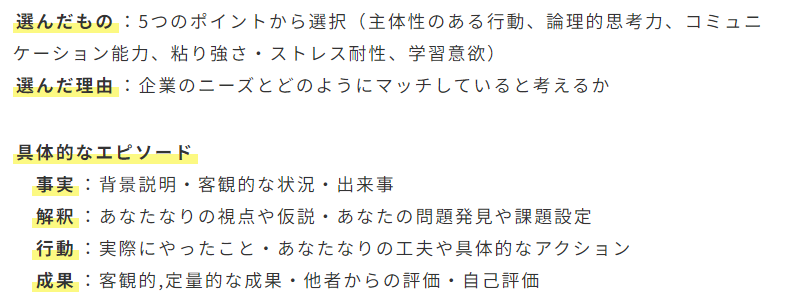 選んだもの：5つのポイントから選択（主体性のある行動、論理的思考力、コミュニ
ケーション能力、粘り強さ・ストレス耐性、学習意欲）
選んだ理由：企業のニーズとどのようにマッチしていると考えるか
具体的なエピソード
事実：背景説明・客観的な状況・出来事
解釈：あなたなりの視点や仮説・あなたの問題発見や課題設定
行動：実際にやったこと・あなたなりの工夫や具体的なアクション
成果：客観的,定量的な成果・他者からの評価・自己評価